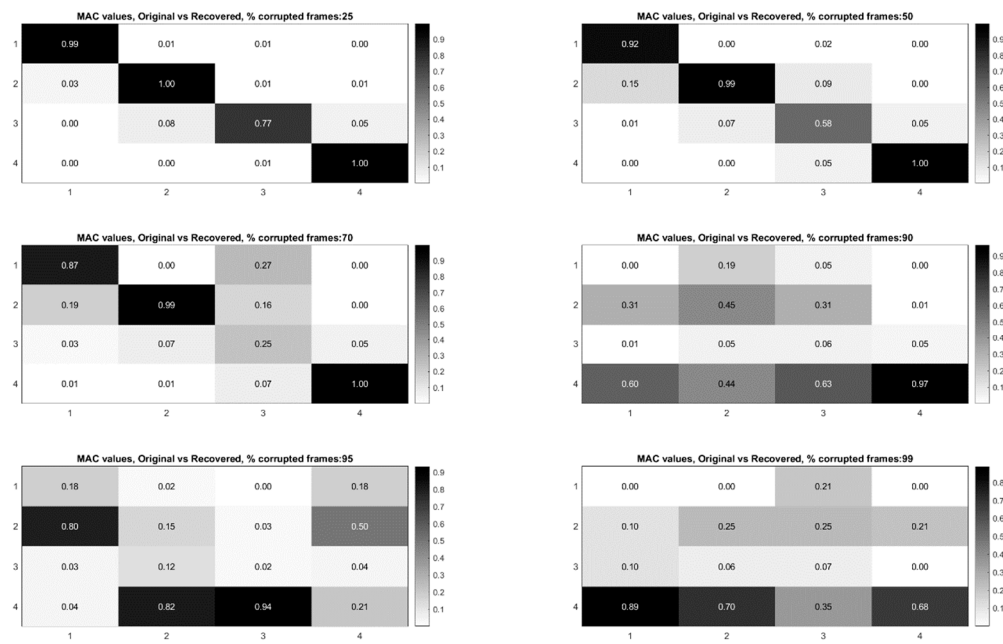 MAC values, Original vs Recovered, % corrupted frames:25
1 0.99 0.01 0.01 0.00
2 0.03 1.00 0.01 0.01
3 0.00 0.08 0.77 0.05
4 0.00 0.00 0.01 1.00
1 2 3 4
0.9
0.8
0.7
0.6
0.5
0.4
0.3
0.2
0.1
MAC values, Original vs Recovered, % corrupted frames:50
1 0.92 0.00 0.02 0.00
2 0.15 0.99 0.09 0.00
3 0.01 0.07 0.58 0.05
4 0.00 0.00 0.05 1.00
1 2 3 4
0.9
0.8
0.7
0.6
0.5
0.4
0.3
0.2
0.1
MAC values, Original vs Recovered, % corrupted frames:70
1 0.87 0.00 0.27 0.00
2 0.19 0.99 0.16 0.00
3 0.03 0.07 0.25 0.05
4 0.01 0.01 0.07 1.00
1 2 3 4
0.9
0.8
0.7
0.6
0.5
0.4
0.3
0.2
0.1
MAC values, Original vs Recovered, % corrupted frames:90
1 0.00 0.19 0.05 0.00
2 0.31 0.45 0.31 0.01
3 0.01 0.05 0.06 0.05
4 0.60 0.44 0.63 0.97
1 2 3 4
0.9
0.8
0.7
0.6
0.5
0.4
0.3
0.2
0.1
MAC values, Original vs Recovered, % corrupted frames:95
1 0.18 0.02 0.00 0.18
2 0.80 0.15 0.03 0.50
3 0.03 0.12 0.02 0.04
4 0.04 0.82 0.94 0.21
1 2 3 4
0.9
0.8
0.7
0.6
0.5
0.4
0.3
0.2
0.1
MAC values, Original vs Recovered, % corrupted frames:99
1 0.00 0.00 0.21 0.00
2 0.10 0.25 0.25 0.21
3 0.10 0.06 0.07 0.00
4 0.89 0.70 0.35 0.68
1 2 3 4
0.8
0.7
0.6
0.5
0.4
0.3
0.2
0.1